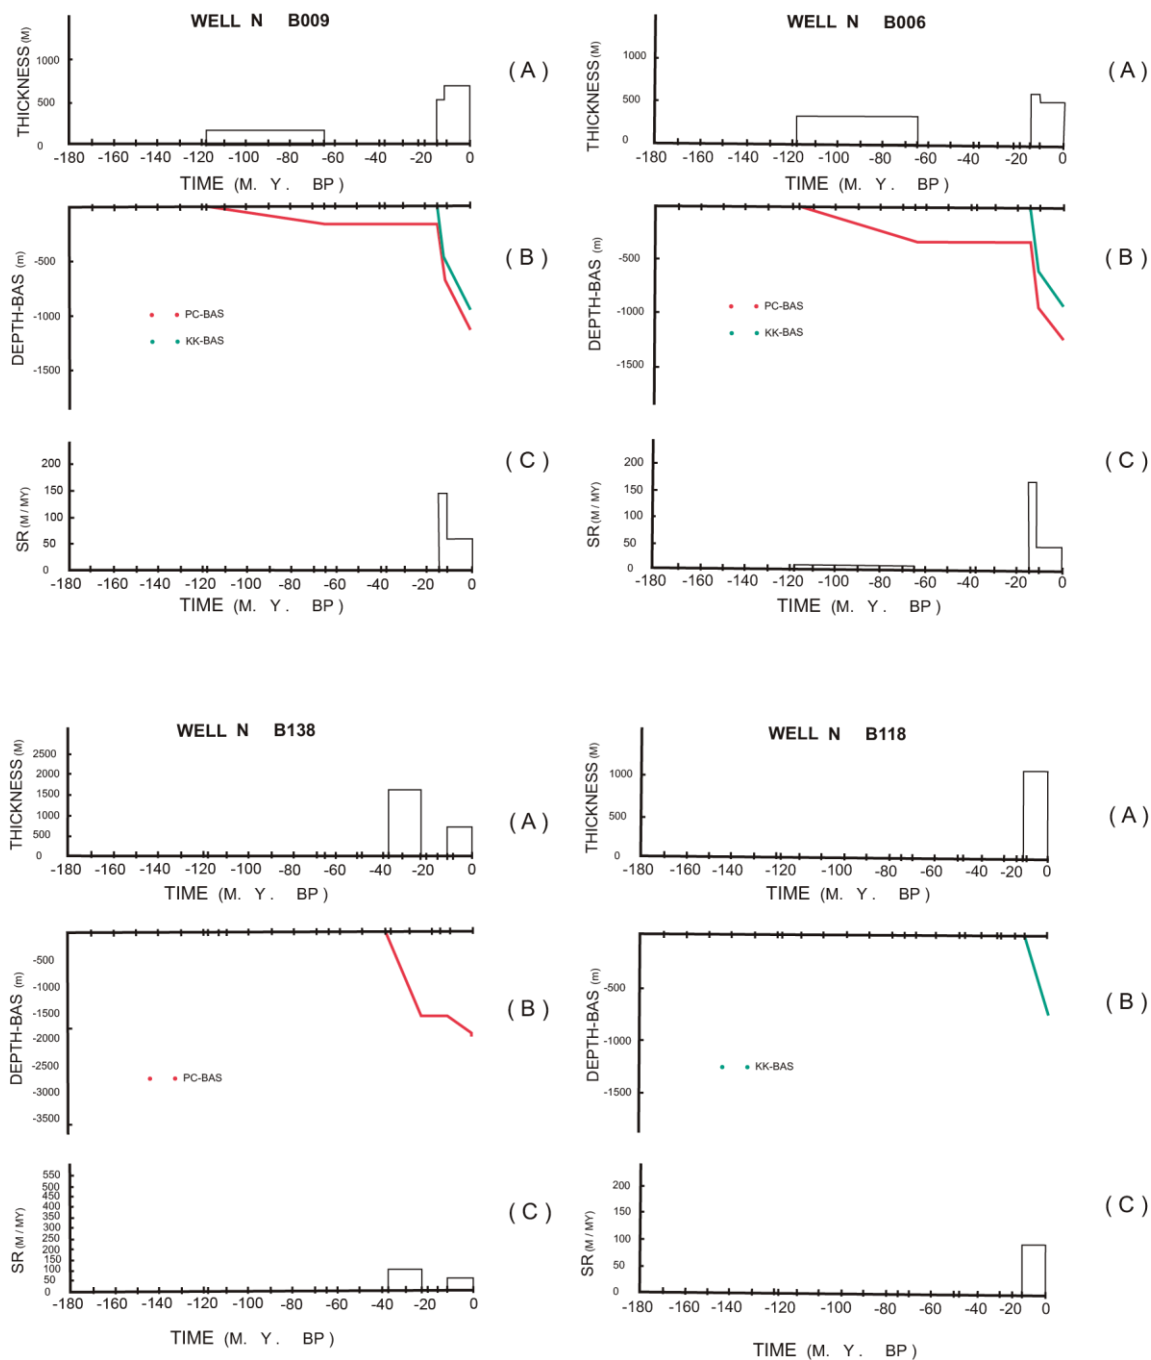 WELL N B009
THICKNESS (M)
1000
500
0
-180 -160 -140 -120 -100 -80 -60 -40 -20 0
TIME (M. Y. BP)
( A )
DEPTH-BAS (m)
-500
-1000
-1500
PC-BAS
KK-BAS
( B )
SR (M / MY)
200
150
100
50
0
-180 -160 -140 -120 -100 -80 -60 -40 -20 0
TIME (M. Y. BP)
( C )
WELL N B006
THICKNESS (M)
1000
500
0
-180 -160 -140 -120 -100 -80 -60 -40 -20 0
TIME (M. Y. BP)
( A )
DEPTH-BAS (m)
-500
-1000
-1500
PC-BAS
KK-BAS
( B )
SR (M / MY)
200
150
100
50
0
-180 -160 -140 -120 -100 -80 -60 -40 -20 0
TIME (M. Y. BP)
( C )
WELL N B138
THICKNESS (M)
2500
2000
1500
1000
500
0
-180 -160 -140 -120 -100 -80 -60 -40 -20 0
TIME (M. Y. BP)
( A )
DEPTH-BAS (m)
-500
-1000
-1500
-2000
-2500
-3000
-3500
PC-BAS
( B )
SR (M / MY)
550
500
450
400
350
300
250
200
150
100
50
0
-180 -160 -140 -120 -100 -80 -60 -40 -20 0
TIME (M. Y. BP)
( C )
WELL N B118
THICKNESS (M)
1000
500
0
-180 -160 -140 -120 -100 -80 -60 -40 -20 0
TIME (M. Y. BP)
( A )
DEPTH-BAS (m)
-500
-1000
-1500
KK-BAS
( B )
SR (M / MY)
200
150
100
50
0
-180 -160 -140 -120 -100 -80 -60 -40 -20 0
TIME (M. Y. BP)
( C )